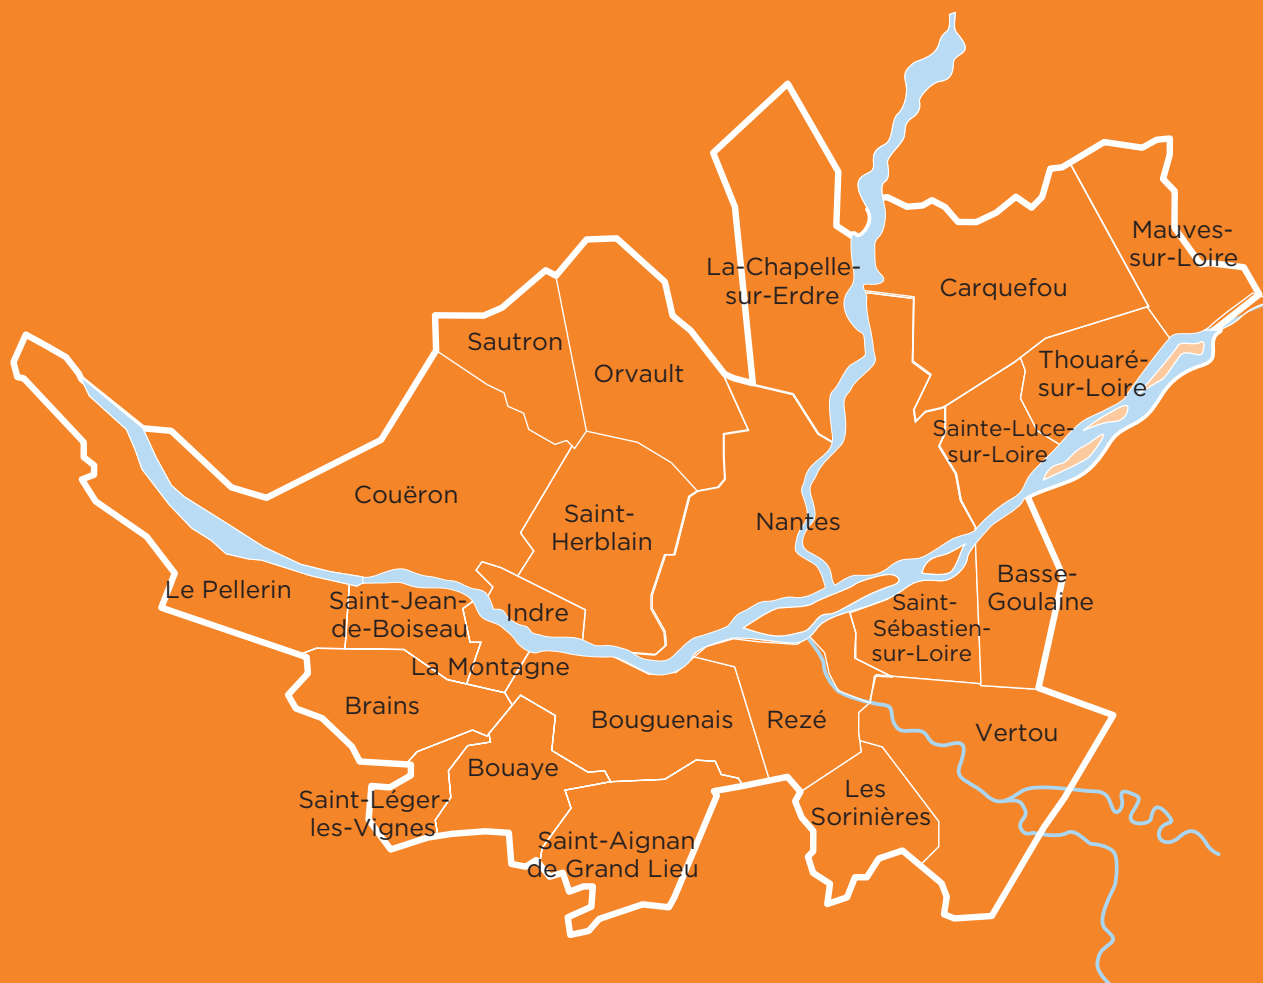 Mauves-
sur-Loire
La-Chapelle-
sur-Erdre
Carquefou
Sautron
Orvault
Thouaré-
sur-Loire
Sainte-Luce-
sur-Loire
Couëron
Saint-
Herblain
Nantes
Basse-
Goulaine
Le Pellerin
Saint-Jean-
de-Boiseau
Indre
Saint-
Sébastien-
sur-Loire
La Montagne
Brains
Bouguenais
Rezé
Vertou
Bouaye
Saint-Léger-
les-Vignes
Les
Sorinières
Saint-Aignan
de Grand Lieu